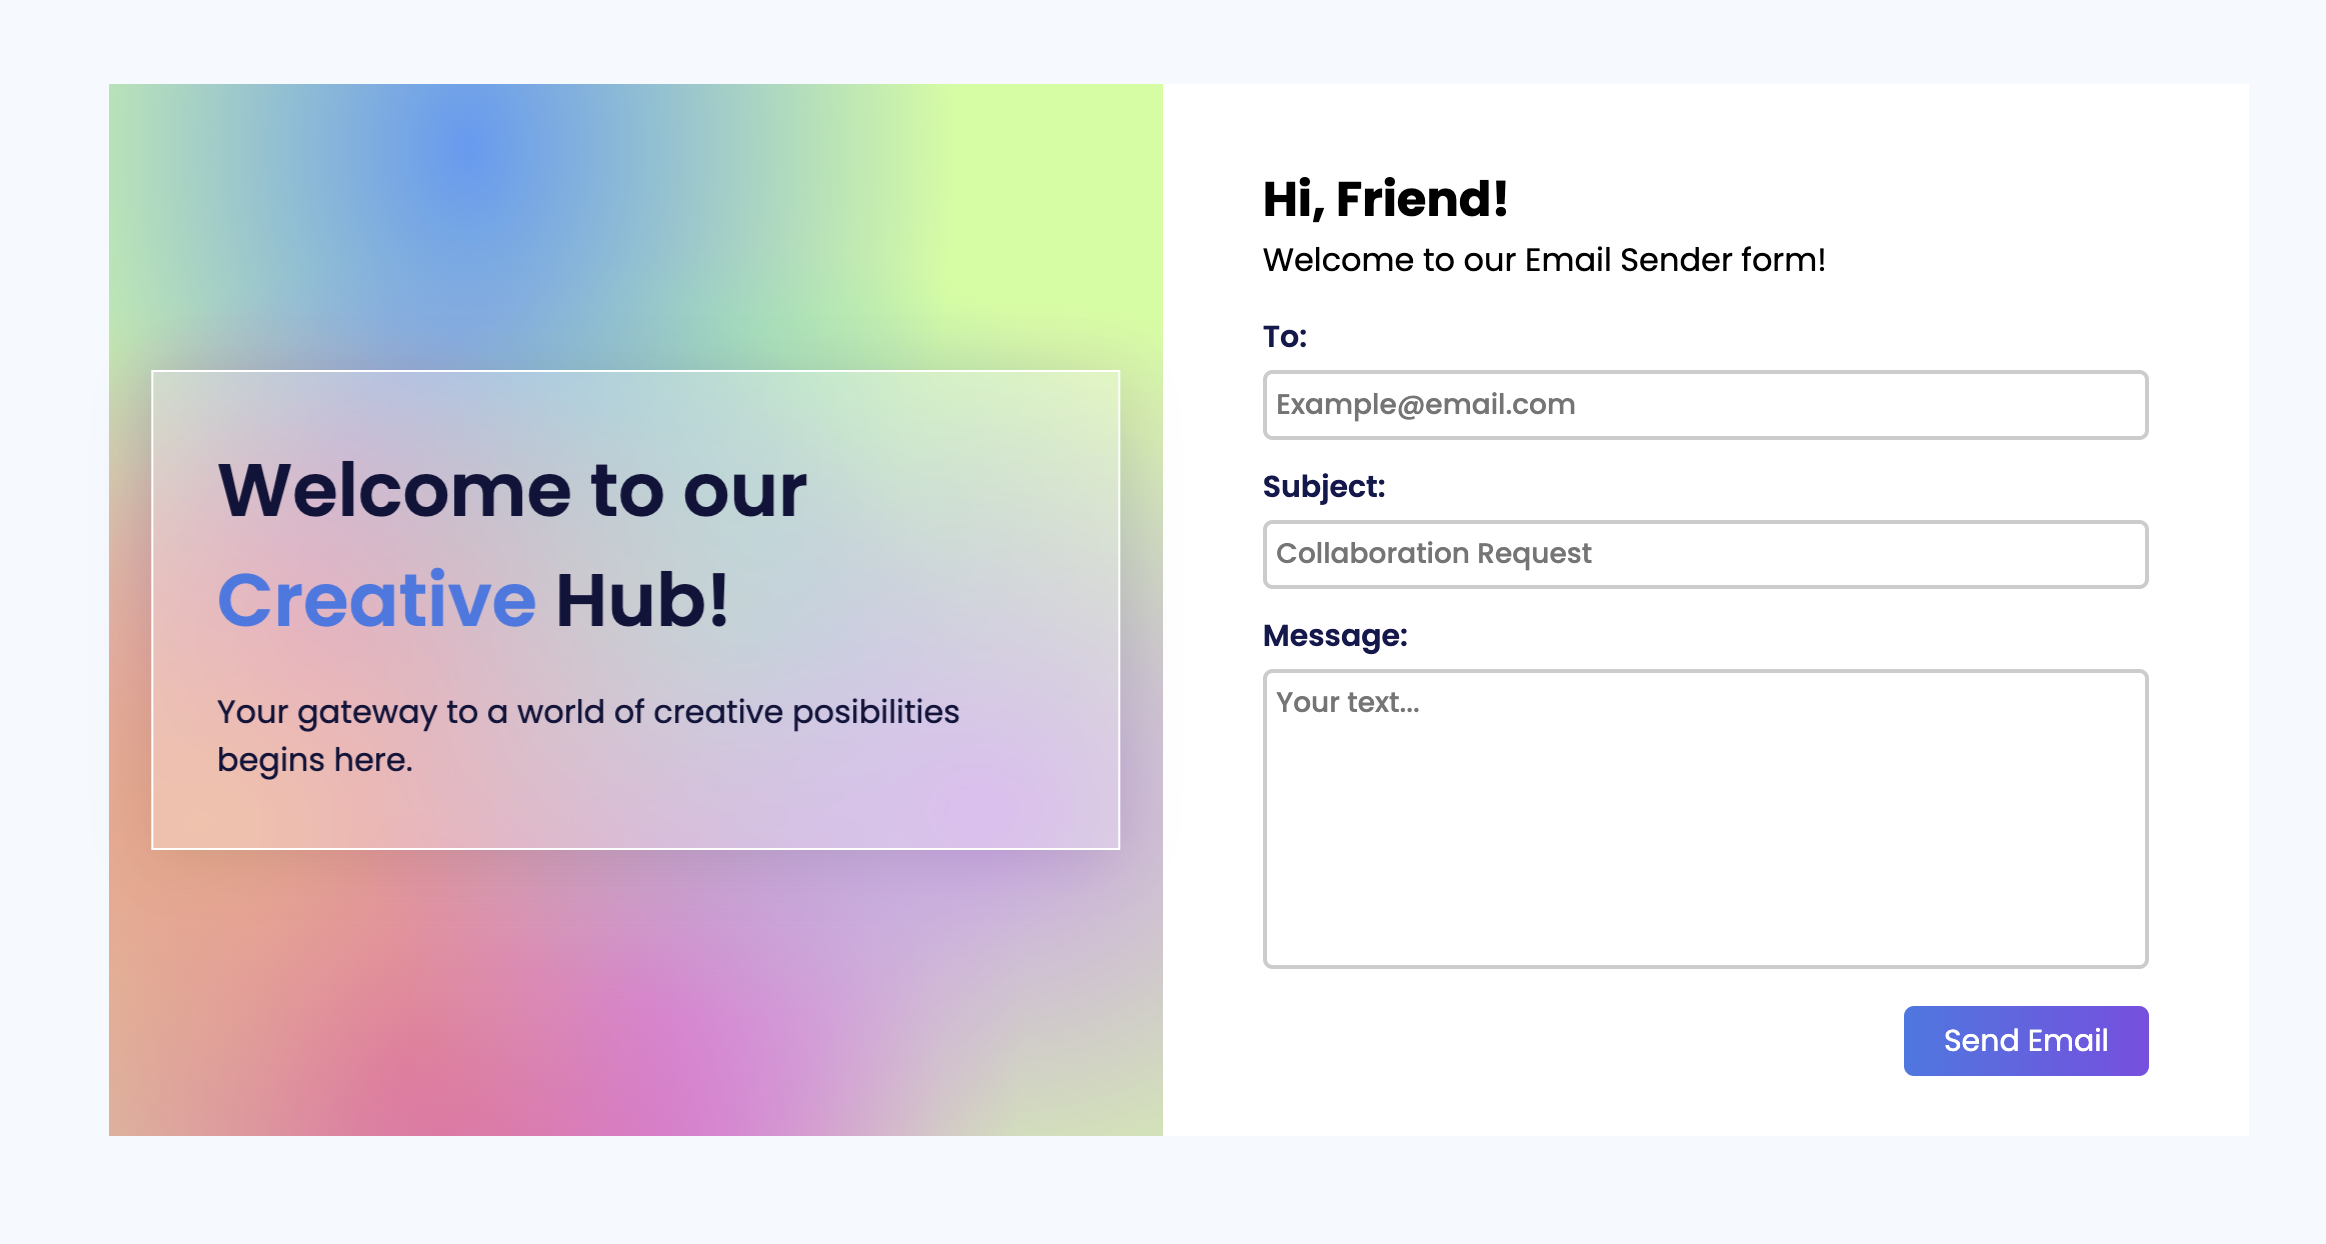 Welcome to our
Creative Hub!
Your gateway to a world of creative posibilities
begins here.
Hi, Friend!
Welcome to our Email Sender form!
To:
Example@email.com
Subject:
Collaboration Request
Message:
Your text...
Send Email